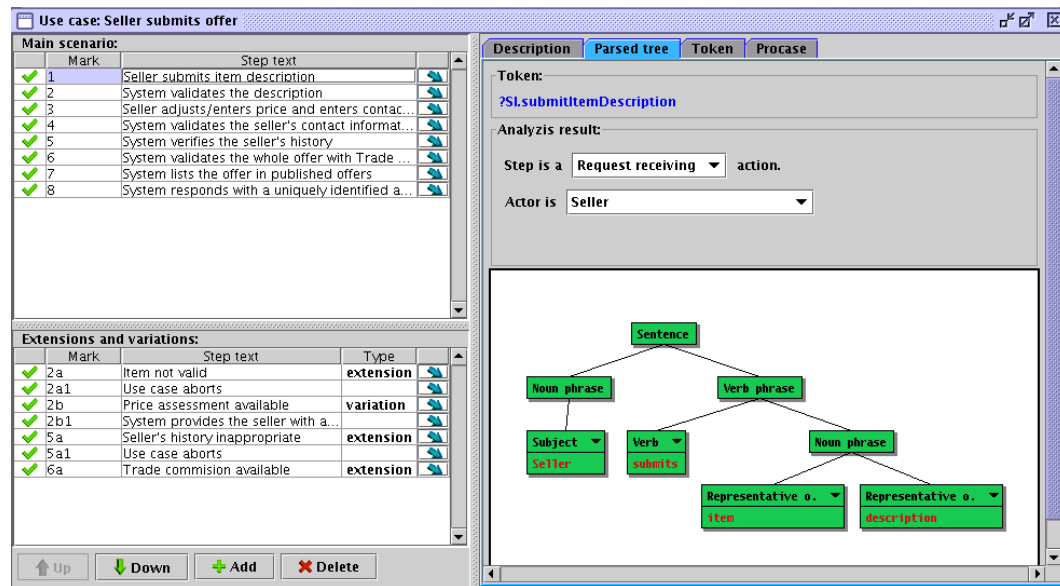 Use case: Seller submits offer
Main scenario:
Mark Step text
1 Seller submits item description
2 System validates the description
3 Seller adjusts/enters price and enters contac...
4 System validates the seller's contact informat...
5 System verifies the seller's history
6 System validates the whole offer with Trade ...
7 System lists the offer in published offers
8 System responds with a uniquely identified a...
Extensions and variations:
Mark Step text Type
2a Item not valid extension
2a1 Use case aborts
2b Price assessment available variation
2b1 System provides the seller with a...
5a Seller's history inappropriate extension
5a1 Use case aborts
6a Trade commision available extension
Up Down Add Delete
Description Parsed tree Token Procase
Token:
?SI.submitItemDescription
Analyzis result:
Step is a Request receiving action.
Actor is Seller
Sentence
Noun phrase Verb phrase
Subject Verb Noun phrase
Seller submits
Representative o. Representative o.
item description